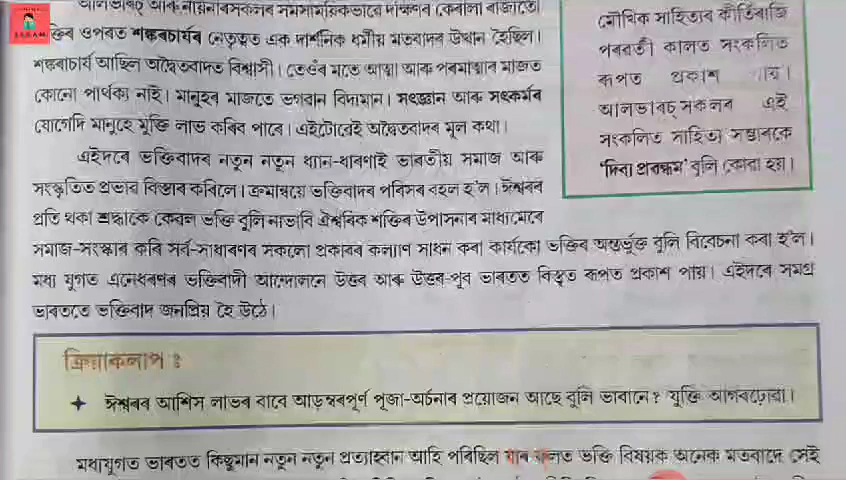 আলভাৰচ্ আৰু নায়নাৰসকলৰ সমসাময়িকভাৱে দক্ষিণৰ কেৰালা ৰাজ্যতো
ওপৰত শঙ্কৰাচাৰ্যৰ নেতৃত্বত এক দাৰ্শনিক ধৰ্মীয় মতবাদৰ উত্থান হৈছিল।
শঙ্কৰাচাৰ্য আছিল অদ্বৈতবাদত বিশ্বাসী। তেওঁৰ মতে আত্মা আৰু পৰমাত্মাৰ মাজত
কোনো পাৰ্থক্য নাই। মানুহৰ মাজতে ভগৱান বিদ্যমান। সৎজ্ঞান আৰু সৎকৰ্মৰ
যোগেদি মানুহে মুক্তি লাভ কৰিব পাৰে। এইটোৱেই অদ্বৈতবাদৰ মূল কথা।
এইদৰে ভক্তিবাদৰ নতুন নতুন ধ্যান-ধাৰণাই ভাৰতীয় সমাজ আৰু
সংস্কৃতিত প্ৰভাৱ বিস্তাৰ কৰিলে। ক্ৰমান্বয়ে ভক্তিবাদৰ পৰিসৰ বহল হ'ল। ঈশ্বৰৰ
প্ৰতি থকা শ্ৰদ্ধাকে কেৱল ভক্তি বুলি নাভাবি ঐশ্বৰিক শক্তিৰ উপাসনাৰ মাধ্যমেৰে
সমাজ-সংস্কাৰ কৰি সৰ্ব-সাধাৰণৰ সকলো প্ৰকাৰৰ কল্যাণ সাধন কৰা কাৰ্যকো ভক্তিৰ অন্তৰ্ভুক্ত বুলি বিবেচনা কৰা হ'ল।
মধ্য যুগত এনেধৰণৰ ভক্তিবাদী আন্দোলনে উত্তৰ আৰু উত্তৰ-পূব ভাৰতত বিস্তৃত ৰূপত প্ৰকাশ পায়। এইদৰে সমগ্ৰ
ভাৰততে ভক্তিবাদ জনপ্ৰিয় হৈ উঠে।
মৌখিক সাহিত্যৰ কীৰ্তিৰাজি
পৰৱৰ্তী কালত সংকলিত
ৰূপত প্ৰকাশ পায়।
আলভাৰচ্ সকলৰ এই
সংকলিত সাহিত্য সম্ভাৰকে
'দিব্য প্ৰবন্ধম' বুলি কোৱা হয়।
ক্ৰিয়াকলাপ :
ঈশ্বৰৰ আশিস লাভৰ বাবে আড়ম্বৰপূৰ্ণ পূজা-অৰ্চনাৰ প্ৰয়োজন আছে বুলি ভাবানে? যুক্তি আগবঢ়োৱা।
মধ্যযুগত ভাৰতত কিছুমান নতুন নতুন প্ৰত্যাহ্বান আহি পৰিছিল যাৰ ফলত ভক্তি বিষয়ক অনেক মতবাদে সেই